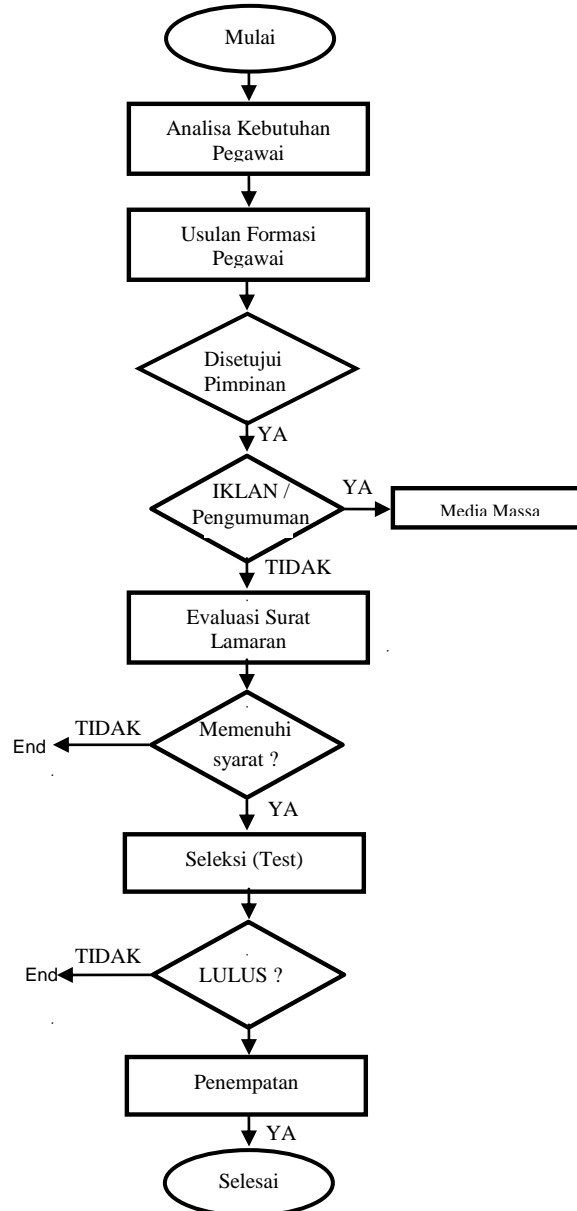 Mulai
Analisa Kebutuhan
Pegawai
Usulan Formasi
Pegawai
Disetujui
Pimpinan
YA
IKLAN /
Pengumuman
YA
Media Massa
TIDAK
Evaluasi Surat
Lamaran
Memenuhi
syarat ?
TIDAK
End
YA
Seleksi (Test)
LULUS ?
TIDAK
End
Penempatan
YA
Selesai